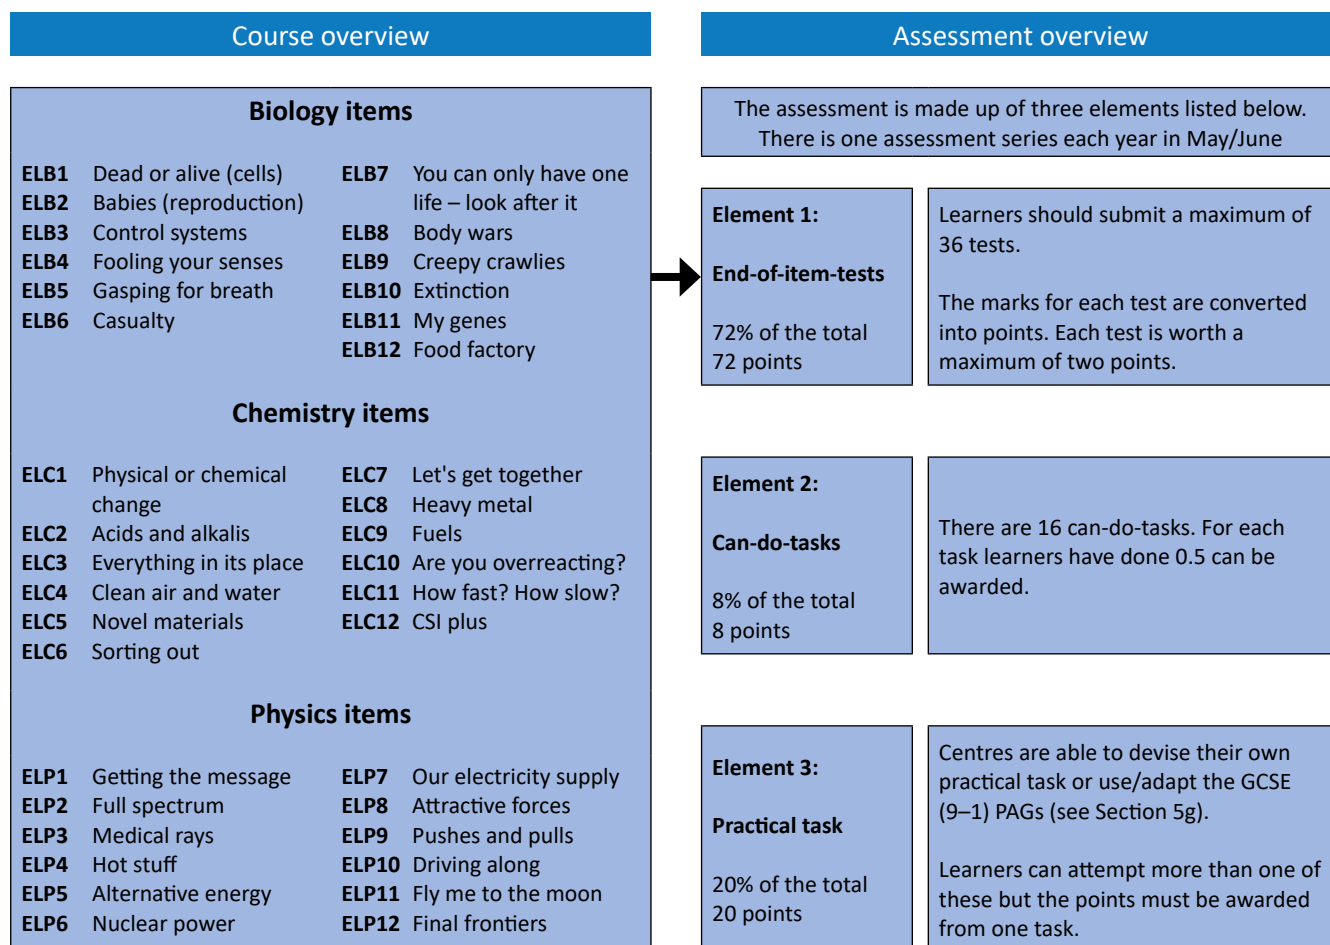 Course overview
Biology items
ELB1 Dead or alive (cells)
ELB2 Babies (reproduction)
ELB3 Control systems
ELB4 Fooling your senses
ELB5 Gasping for breath
ELB6 Casualty
ELB7 You can only have one
life – look after it
ELB8 Body wars
ELB9 Creepy crawlies
ELB10 Extinction
ELB11 My genes
ELB12 Food factory
Chemistry items
ELC1 Physical or chemical
change
ELC2 Acids and alkalis
ELC3 Everything in its place
ELC4 Clean air and water
ELC5 Novel materials
ELC6 Sorting out
ELC7 Let's get together
ELC8 Heavy metal
ELC9 Fuels
ELC10 Are you overreacting?
ELC11 How fast? How slow?
ELC12 CSI plus
Physics items
ELP1 Getting the message
ELP2 Full spectrum
ELP3 Medical rays
ELP4 Hot stuff
ELP5 Alternative energy
ELP6 Nuclear power
ELP7 Our electricity supply
ELP8 Attractive forces
ELP9 Pushes and pulls
ELP10 Driving along
ELP11 Fly me to the moon
ELP12 Final frontiers
Assessment overview
The assessment is made up of three elements listed below.
There is one assessment series each year in May/June
Element 1:
End-of-item-tests
72% of the total
72 points
Learners should submit a maximum of
36 tests.
The marks for each test are converted
into points. Each test is worth a
maximum of two points.
Element 2:
Can-do-tasks
8% of the total
8 points
There are 16 can-do-tasks. For each
task learners have done 0.5 can be
awarded.
Element 3:
Practical task
20% of the total
20 points
Centres are able to devise their own
practical task or use/adapt the GCSE
(9–1) PAGs (see Section 5g).
Learners can attempt more than one of
these but the points must be awarded
from one task.